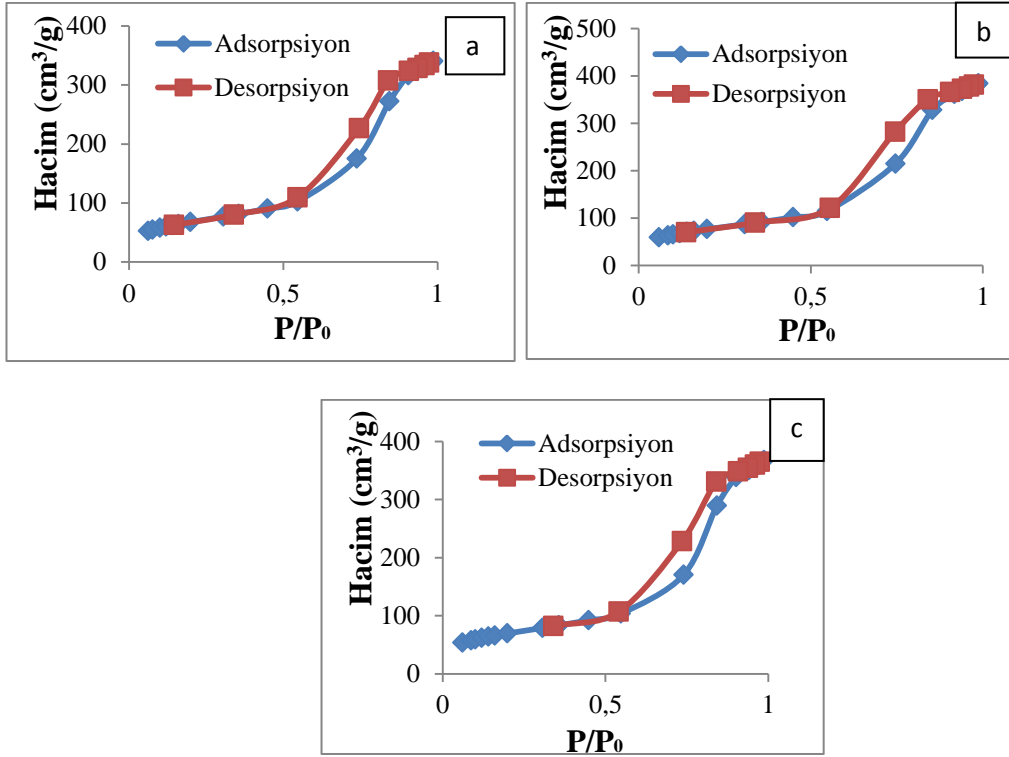 a
Hacim (cm³/g)
400
300
200
100
0
Adsorpsiyon
Desorpsiyon
0
0,5
1
P/P₀
b
Hacim (cm³/g)
500
400
300
200
100
0
Adsorpsiyon
Desorpsiyon
0
0,5
1
P/P₀
c
Hacim (cm³/g)
400
300
200
100
0
Adsorpsiyon
Desorpsiyon
0
0,5
1
P/P₀